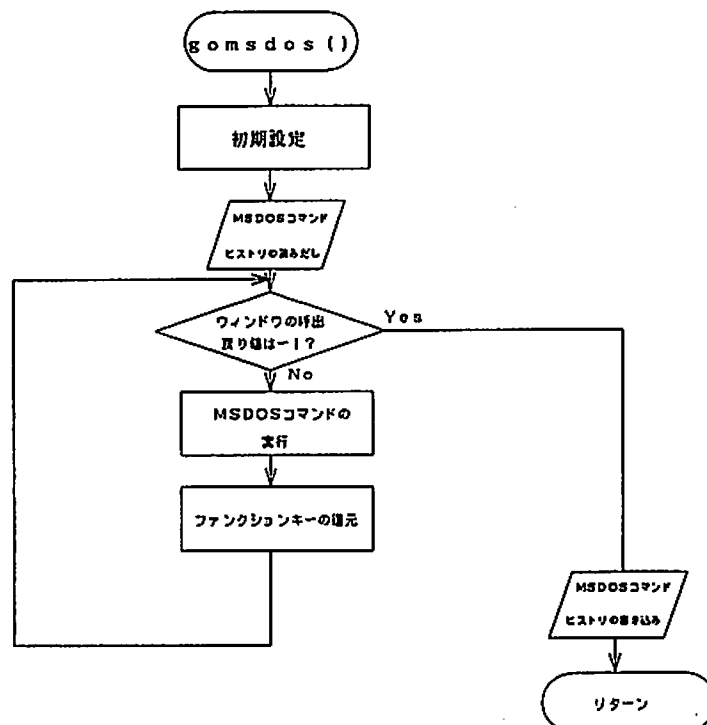 gomsdos()
初期設定
MSDOSコマンド
ヒストリの読みだし
ウィンドウの呼出
戻り値は−1?
Yes
No
MSDOSコマンドの
実行
ファンクションキーの復元
MSDOSコマンド
ヒストリの書き込み
リターン